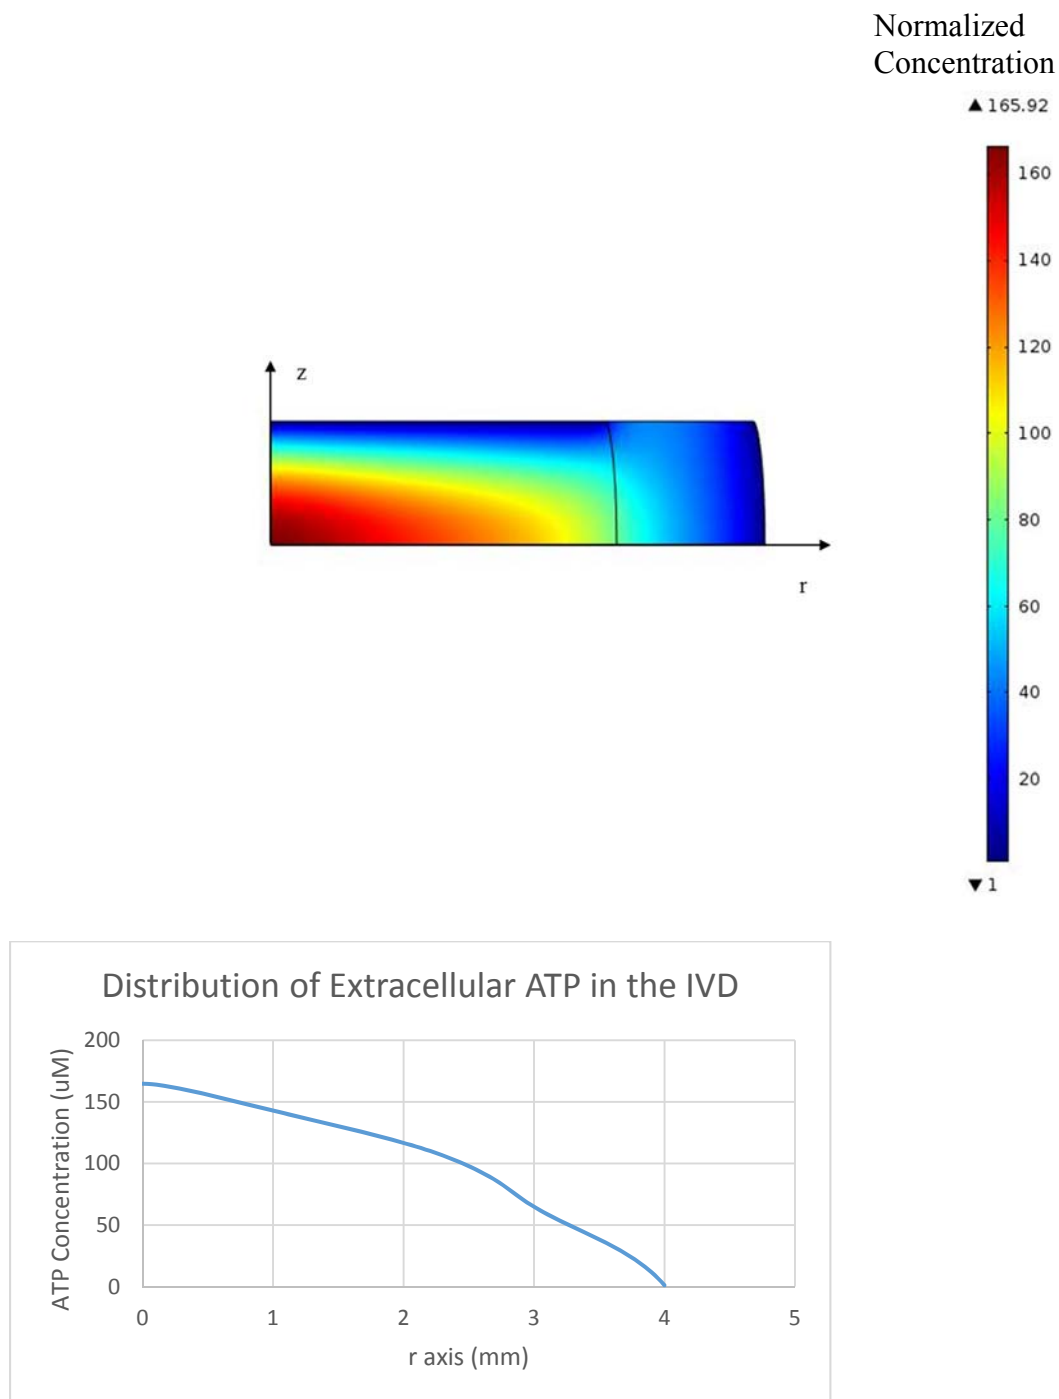 Normalized
Concentration
▲ 165.92
160
140
120
100
80
60
40
20
▼ 1
z
r
Distribution of Extracellular ATP in the IVD
ATP Concentration (uM)
200
150
100
50
0
0 1 2 3 4 5
r axis (mm)